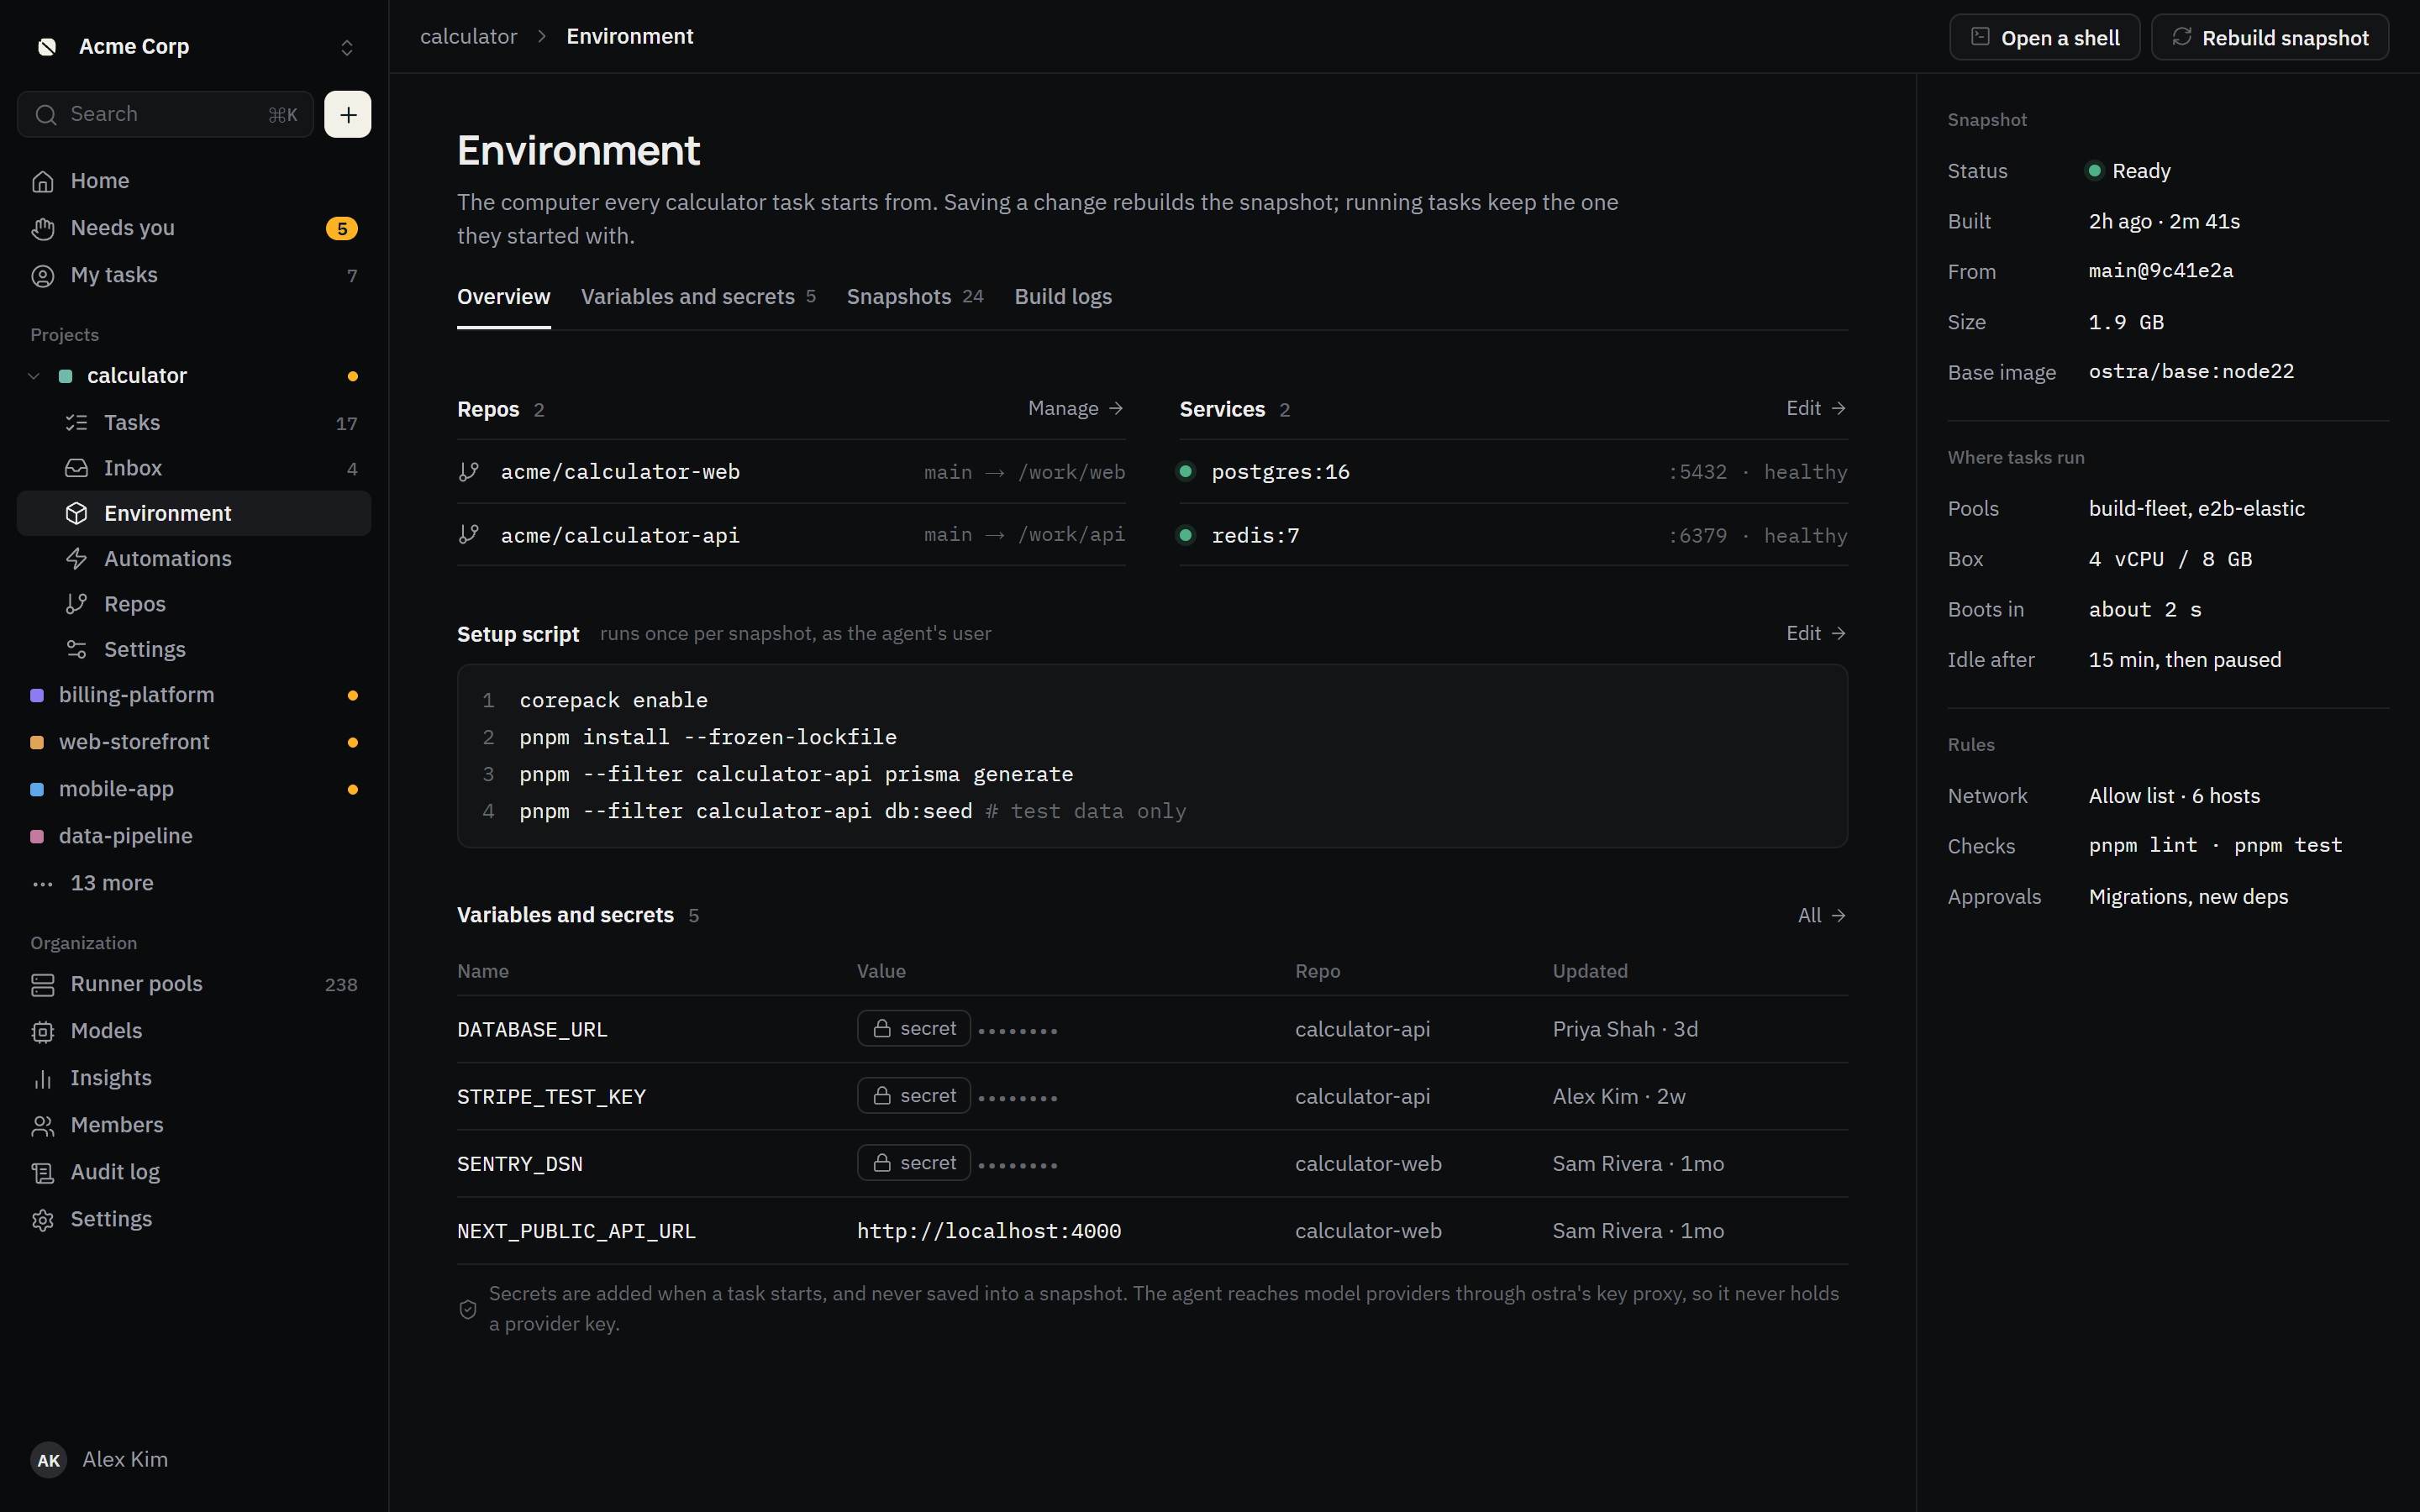 Acme Corp
Search ⌘K
Home
Needs you 5
My tasks 7
Projects
calculator
Tasks 17
Inbox 4
Environment
Automations
Repos
Settings
billing-platform
web-storefront
mobile-app
data-pipeline
13 more
Organization
Runner pools 238
Models
Insights
Members
Audit log
Settings
AK Alex Kim
calculator > Environment
Open a shell
Rebuild snapshot
Environment
The computer every calculator task starts from. Saving a change rebuilds the snapshot; running tasks keep the one
they started with.
Overview Variables and secrets 5 Snapshots 24 Build logs
Repos 2 Manage →
acme/calculator-web main → /work/web
acme/calculator-api main → /work/api
Services 2 Edit →
postgres:16 :5432 · healthy
redis:7 :6379 · healthy
Setup script runs once per snapshot, as the agent's user Edit →
1 corepack enable
2 pnpm install --frozen-lockfile
3 pnpm --filter calculator-api prisma generate
4 pnpm --filter calculator-api db:seed # test data only
Variables and secrets 5 All →
Name Value Repo Updated
DATABASE_URL secret •••••••• calculator-api Priya Shah · 3d
STRIPE_TEST_KEY secret •••••••• calculator-api Alex Kim · 2w
SENTRY_DSN secret •••••••• calculator-web Sam Rivera · 1mo
NEXT_PUBLIC_API_URL http://localhost:4000 calculator-web Sam Rivera · 1mo
Secrets are added when a task starts, and never saved into a snapshot. The agent reaches model providers through ostra's key proxy, so it never holds
a provider key.
Snapshot
Status Ready
Built 2h ago · 2m 41s
From main@9c41e2a
Size 1.9 GB
Base image ostra/base:node22
Where tasks run
Pools build-fleet, e2b-elastic
Box 4 vCPU / 8 GB
Boots in about 2 s
Idle after 15 min, then paused
Rules
Network Allow list · 6 hosts
Checks pnpm lint · pnpm test
Approvals Migrations, new deps